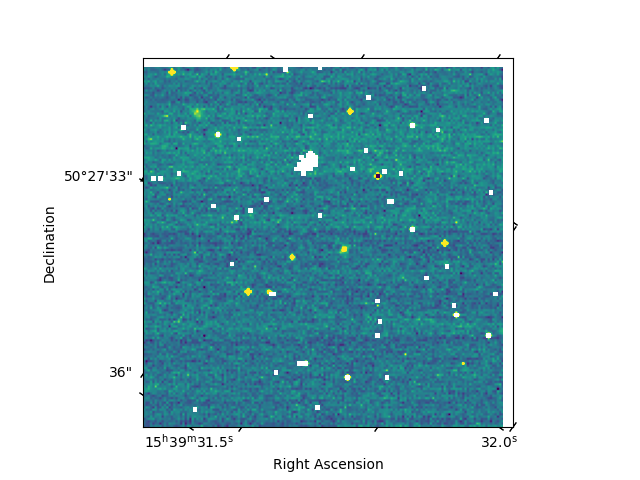 50°27'33"
Declination
36"
15ʰ39ᵐ31.5ˢ
32.0ˢ
Right Ascension